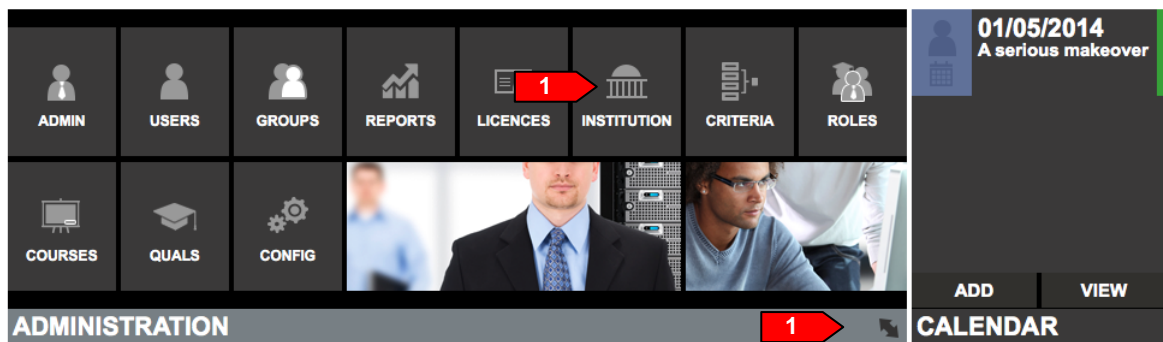 01/05/2014
A serious makeover
1
ADMIN
USERS
GROUPS
REPORTS
LICENCES
INSTITUTION
CRITERIA
ROLES
COURSES
QUALS
CONFIG
ADD
VIEW
ADMINISTRATION
1
CALENDAR